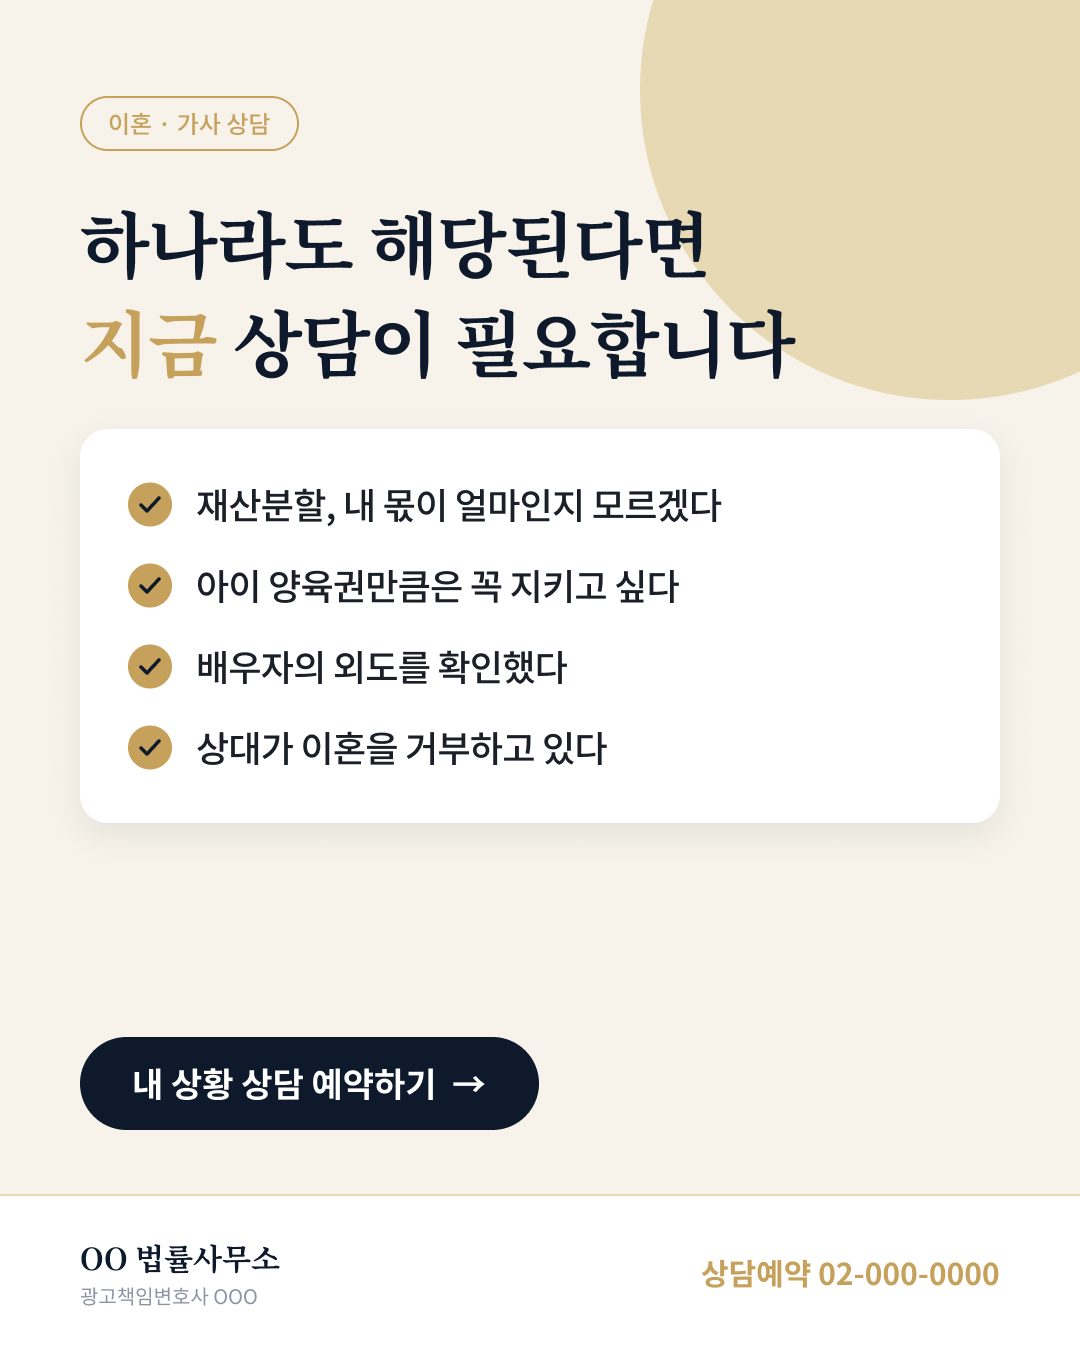 이혼 · 가사 상담
하나라도 해당된다면
지금 상담이 필요합니다
재산분할, 내 몫이 얼마인지 모르겠다
아이 양육권만큼은 꼭 지키고 싶다
배우자의 외도를 확인했다
상대가 이혼을 거부하고 있다
내 상황 상담 예약하기 →
OO 법률사무소
광고책임변호사 OOO
상담예약 02-000-0000